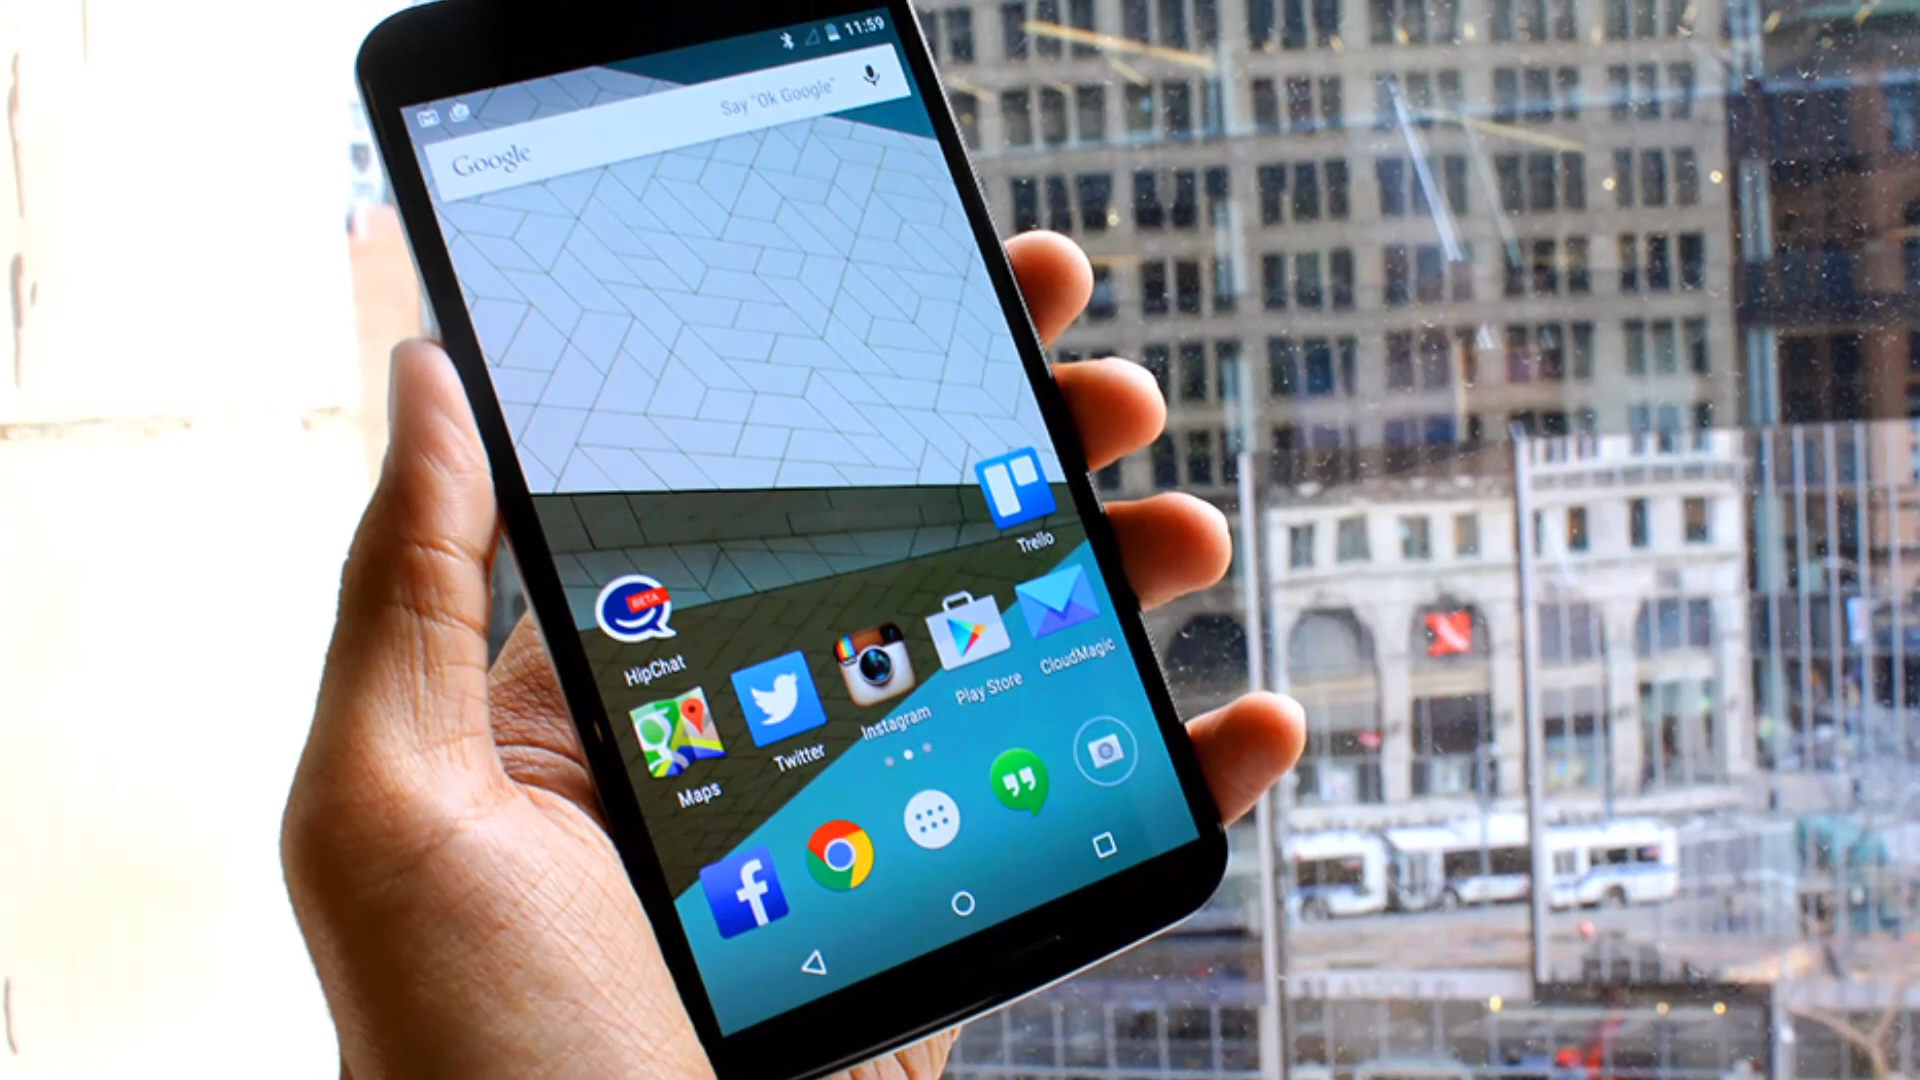 11:59
Say "Ok Google"
Google
Trello
BETA
HipChat
CloudMagic
Play Store
Instagram
Twitter
Maps